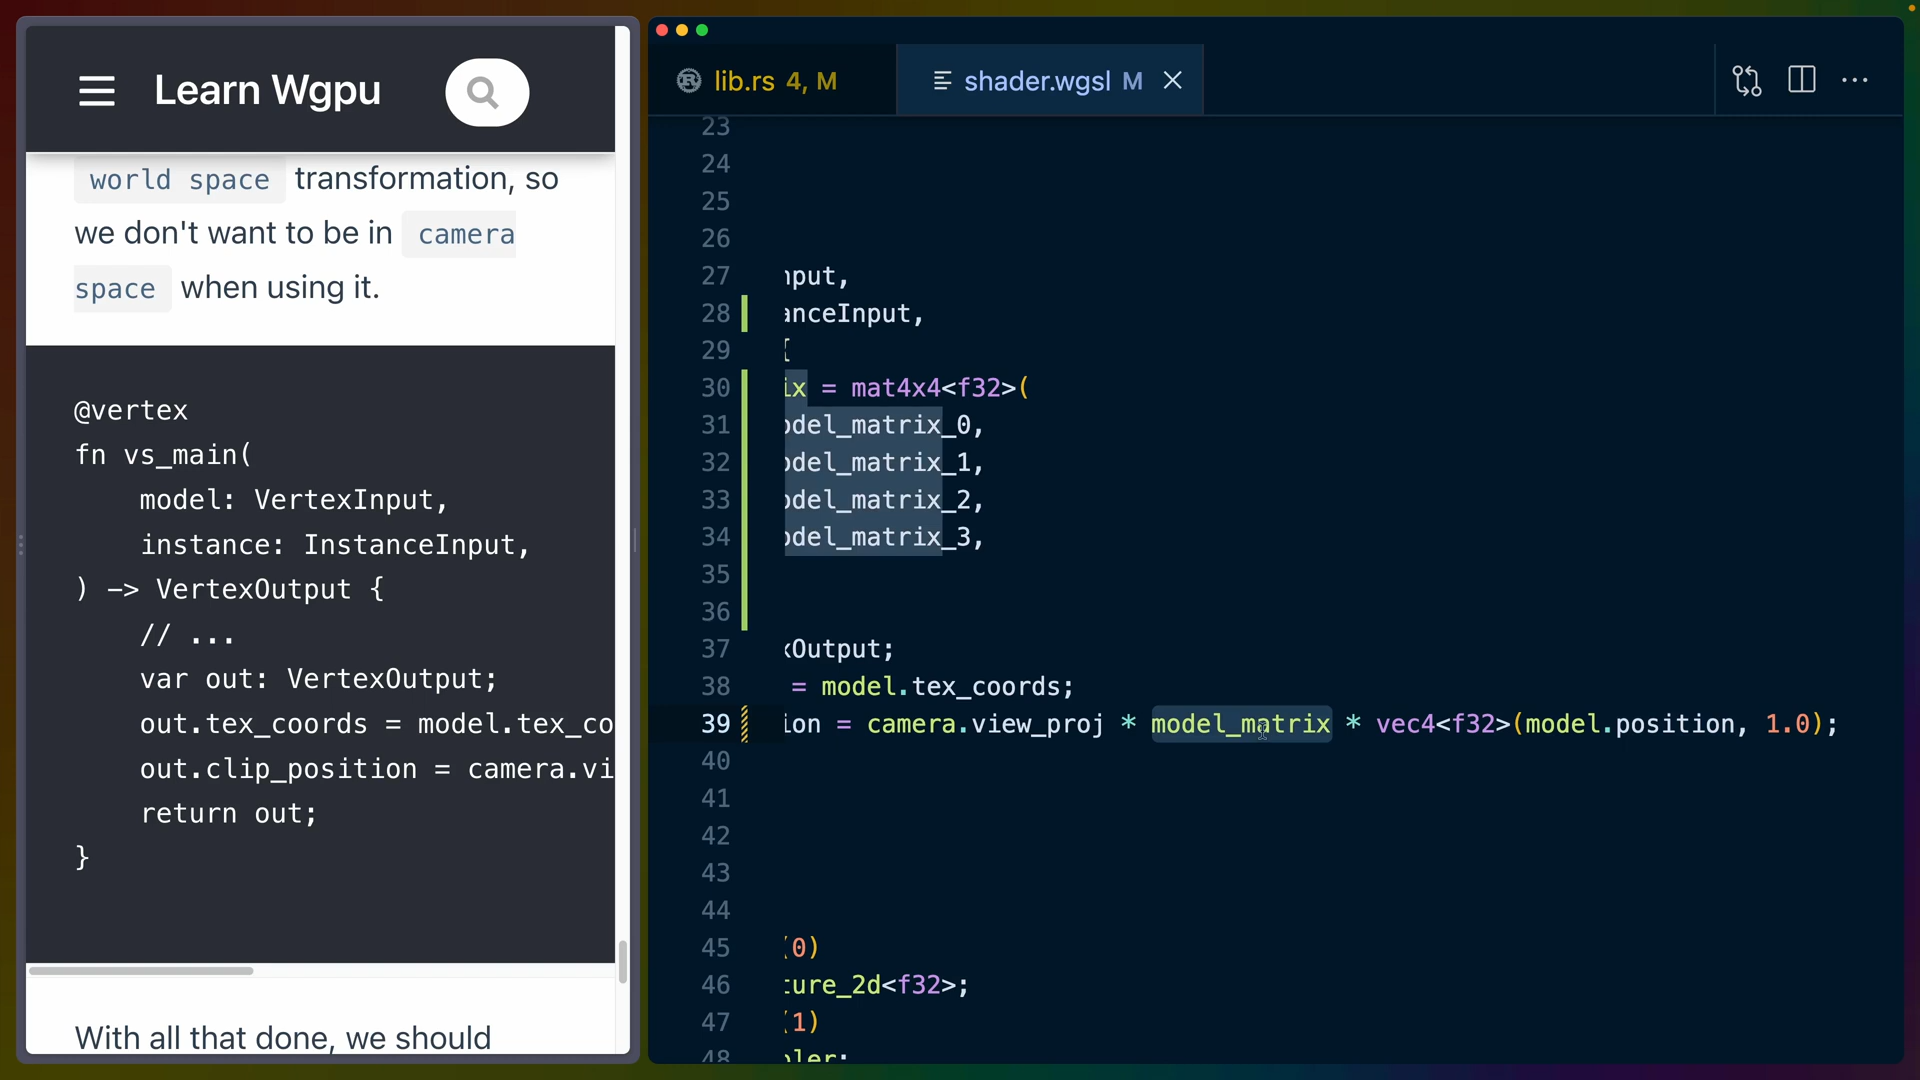 Learn Wgpu
world space transformation, so
we don't want to be in camera
space when using it.
@vertex
fn vs_main(
model: VertexInput,
instance: InstanceInput,
) -> VertexOutput {
// ...
var out: VertexOutput;
out.tex_coords = model.tex_co
out.clip_position = camera.vi
return out;
}
With all that done, we should
lib.rs 4, M
shader.wgsl M
23
24
25
26
27 nput,
28 anceInput,
29 {
30 ix = mat4x4<f32>(
31 odel_matrix_0,
32 odel_matrix_1,
33 odel_matrix_2,
34 odel_matrix_3,
35
36
37 xOutput;
38 = model.tex_coords;
39 ion = camera.view_proj * model_matrix * vec4<f32>(model.position, 1.0);
40
41
42
43
44
45 (0)
46 ture_2d<f32>;
47 (1)
48 pler;